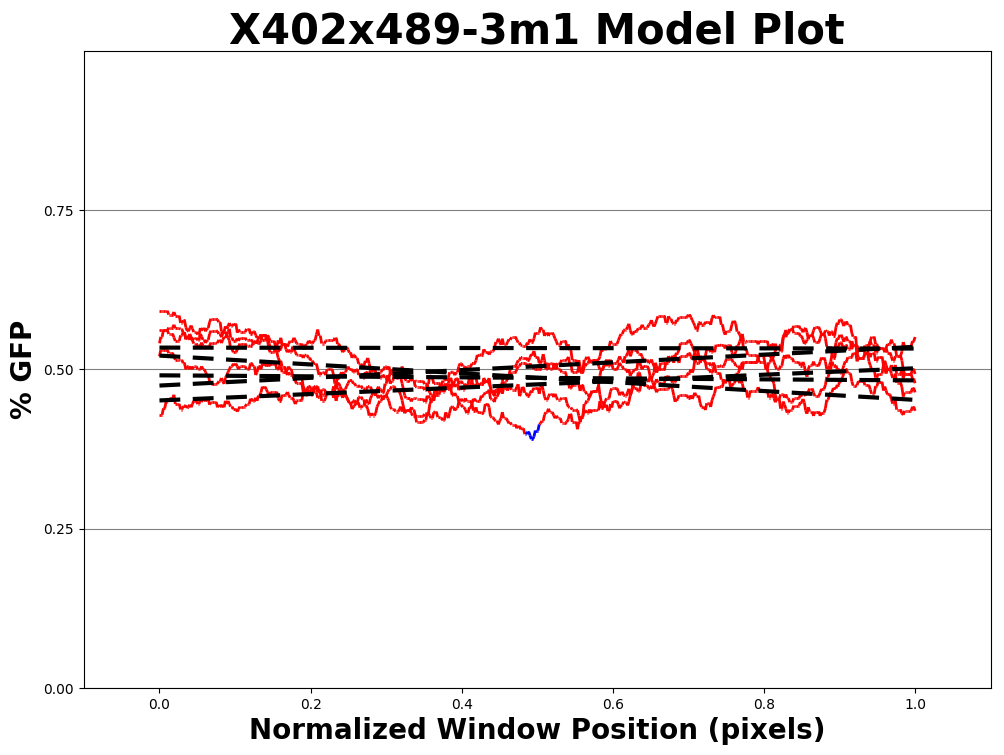 X402x489-3m1 Model Plot
% GFP
0.75
0.50
0.25
0.00
0.0 0.2 0.4 0.6 0.8 1.0
Normalized Window Position (pixels)